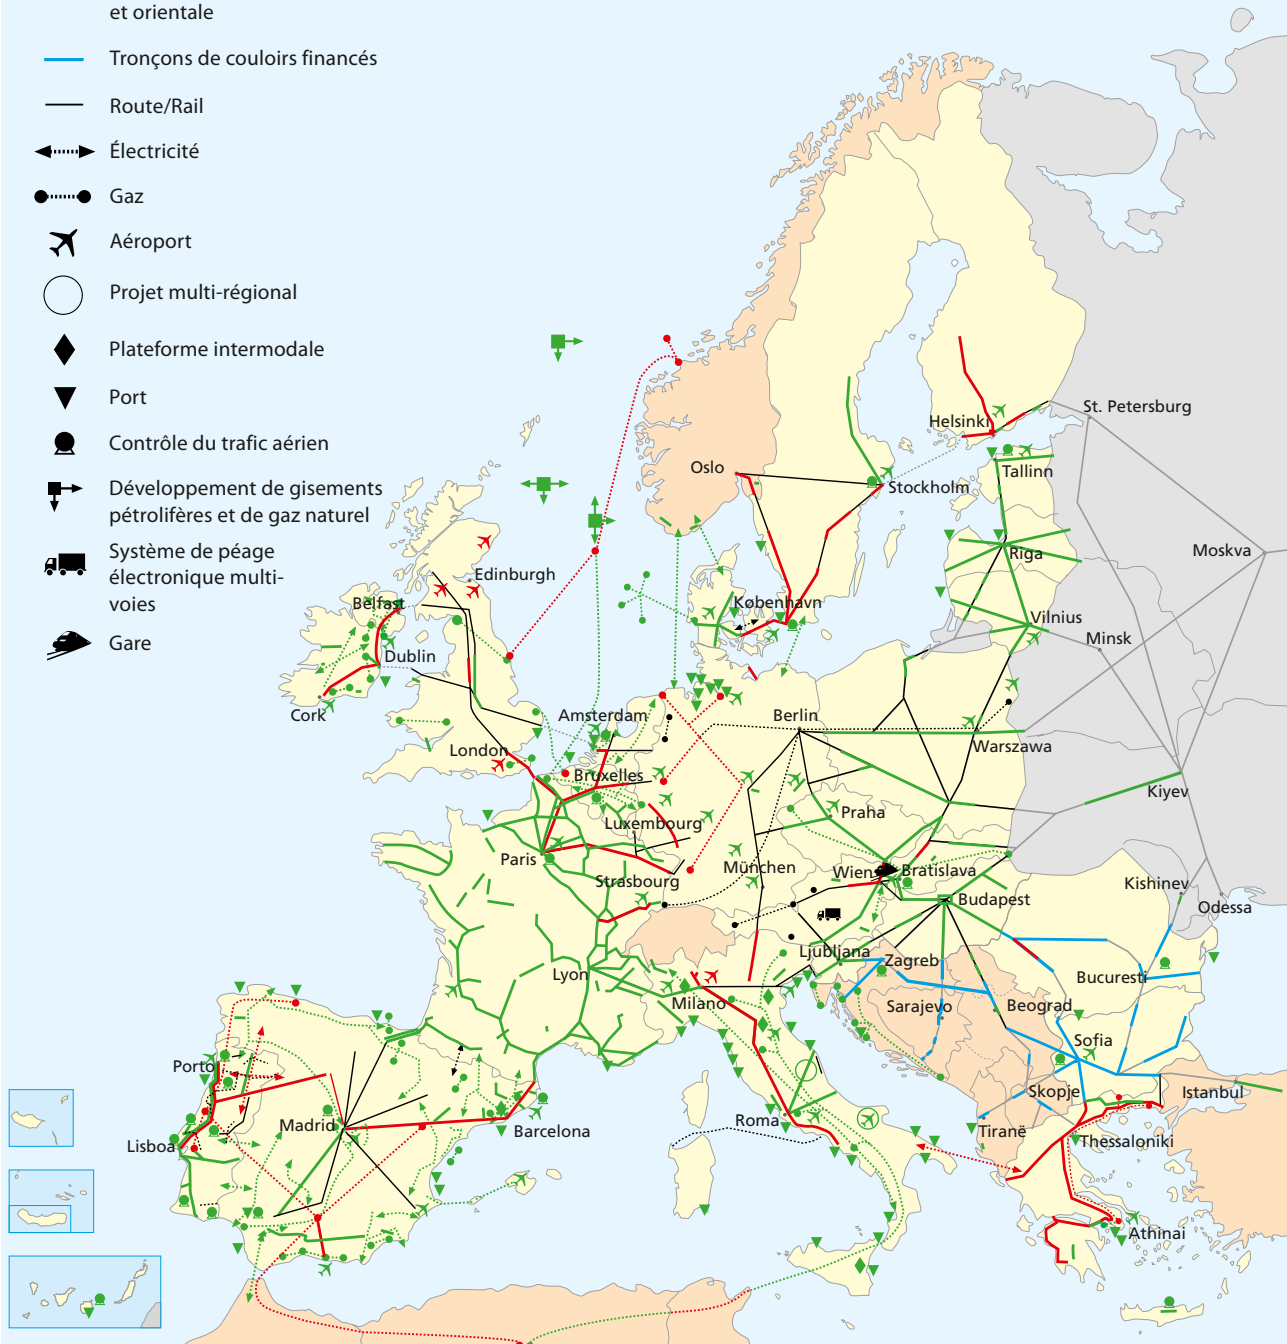 et orientale
Tronçons de couloirs financés
Route/Rail
Électricité
Gaz
Aéroport
Projet multi-régional
Plateforme intermodale
Port
Contrôle du trafic aérien
Développement de gisements
pétrolifères et de gaz naturel
Système de péage
électronique multi-
voies
Gare
St. Petersburg
Helsinki
Oslo
Tallinn
Stockholm
Moskva
Riga
Edinburgh
Belfast
København
Vilnius
Minsk
Dublin
Cork
Amsterdam
Berlin
London
Warszawa
Bruxelles
Kiyev
Praha
Luxembourg
Paris
München
Wien
Bratislava
Strasbourg
Kishinev
Budapest
Odessa
Ljubljana
Zagreb
Lyon
Bucuresti
Milano
Sarajevo
Beograd
Sofia
Porto
Skopje
Istanbul
Madrid
Roma
Barcelona
Tiranë
Lisboa
Thessaloniki
Athinai